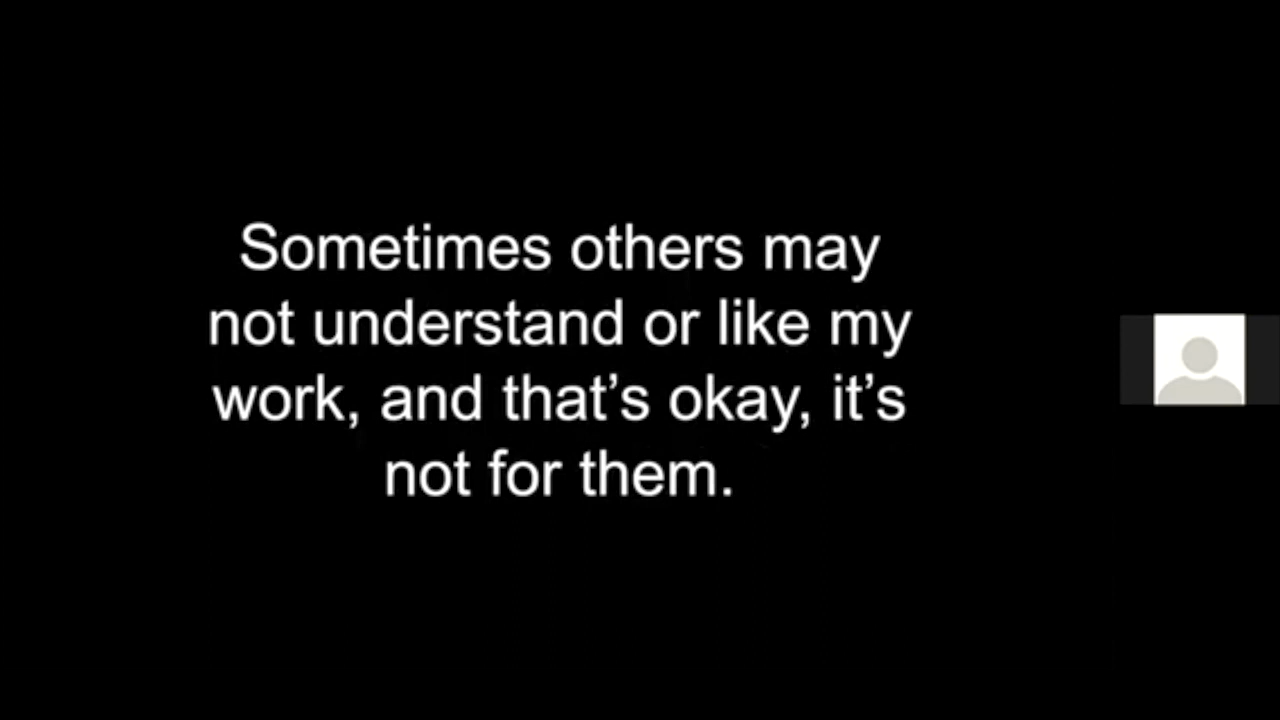 Sometimes others may
not understand or like my
work, and that’s okay, it’s
not for them.